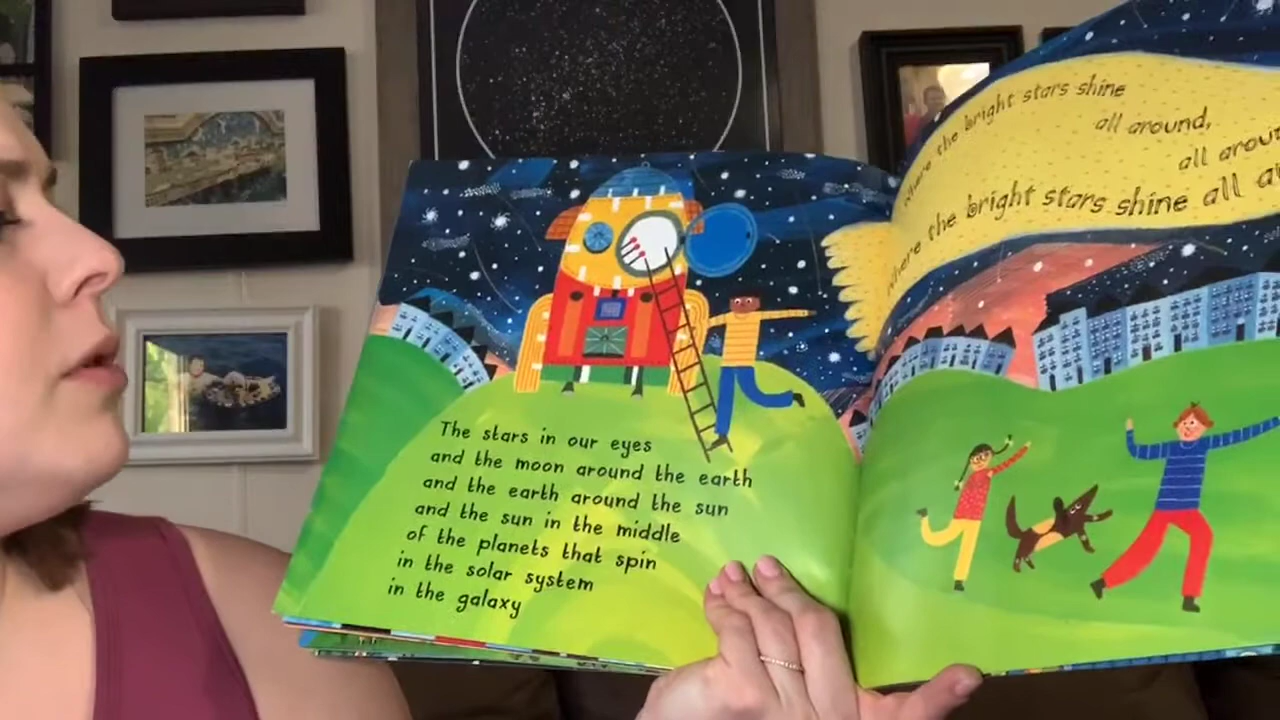 The stars in our eyes
and the moon around the earth
and the earth around the sun
and the sun in the middle
of the planets that spin
in the solar system
in the galaxy
where the bright stars shine
all around,
all
where the bright stars shine all